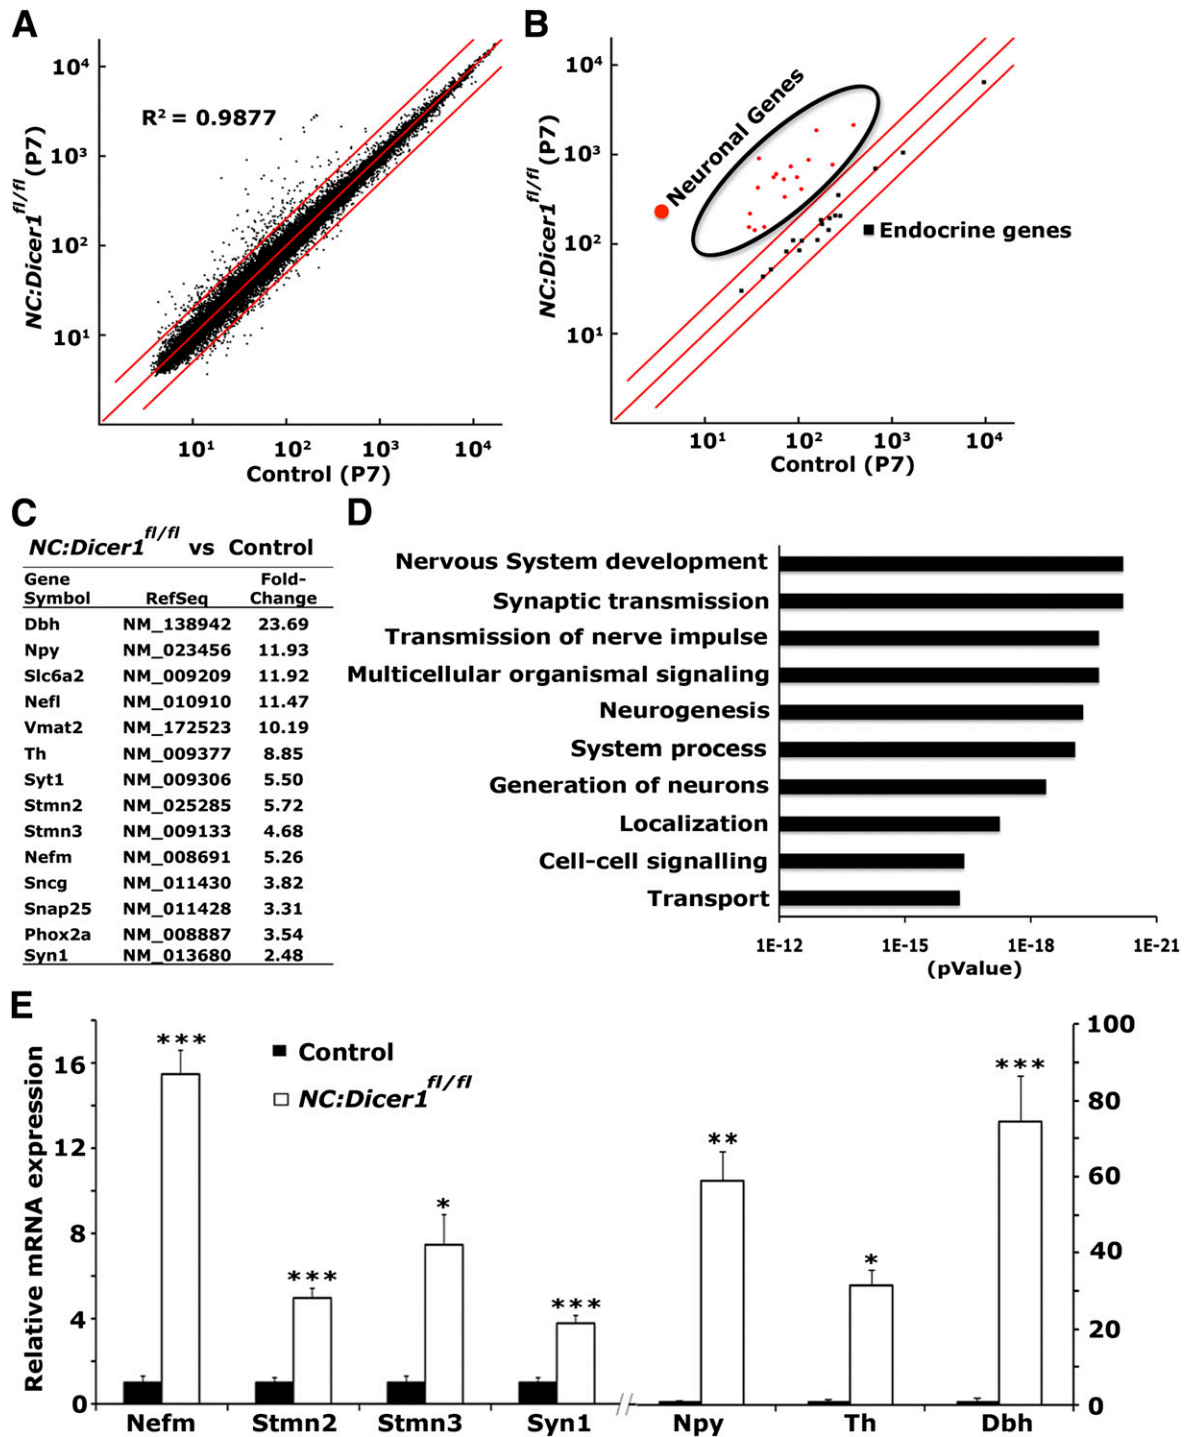 A
10⁴
10³
10²
10¹
NC:Dicer1fl/fl (P7)
R² = 0.9877
10¹ 10² 10³ 10⁴
Control (P7)
B
10⁴
10³
10²
10¹
NC:Dicer1fl/fl (P7)
Neuronal Genes
Endocrine genes
10¹ 10² 10³ 10⁴
Control (P7)
C
NC:Dicer1fl/fl vs Control
Gene Symbol RefSeq Fold-Change
Dbh NM_138942 23.69
Npy NM_023456 11.93
Slc6a2 NM_009209 11.92
Nefl NM_010910 11.47
Vmat2 NM_172523 10.19
Th NM_009377 8.85
Syt1 NM_009306 5.50
Stmn2 NM_025285 5.72
Stmn3 NM_009133 4.68
Nefm NM_008691 5.26
Sncg NM_011430 3.82
Snap25 NM_011428 3.31
Phox2a NM_008887 3.54
Syn1 NM_013680 2.48
D
Nervous System development
Synaptic transmission
Transmission of nerve impulse
Multicellular organismal signaling
Neurogenesis
System process
Generation of neurons
Localization
Cell-cell signalling
Transport
1E-12 1E-15 1E-18 1E-21
(pValue)
E
Relative mRNA expression
16
12
8
4
0
Control
NC:Dicer1fl/fl
*** *** * *** ** * ***
100
80
60
40
20
0
Nefm Stmn2 Stmn3 Syn1 // Npy Th Dbh